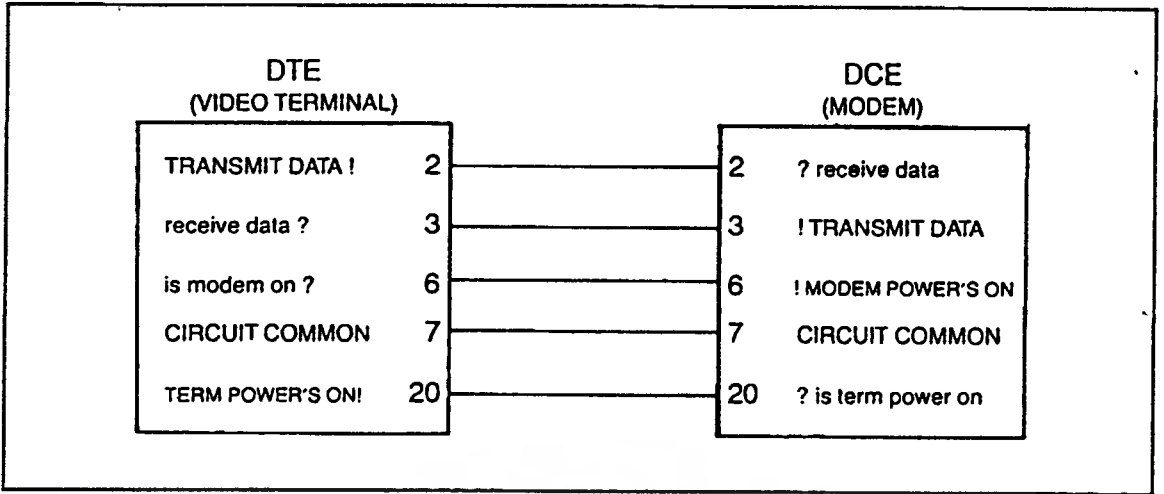 DTE
(VIDEO TERMINAL)
TRANSMIT DATA ! 2
receive data ? 3
is modem on ? 6
CIRCUIT COMMON 7
TERM POWER'S ON! 20
DCE
(MODEM)
2 ? receive data
3 ! TRANSMIT DATA
6 ! MODEM POWER'S ON
7 CIRCUIT COMMON
20 ? is term power on